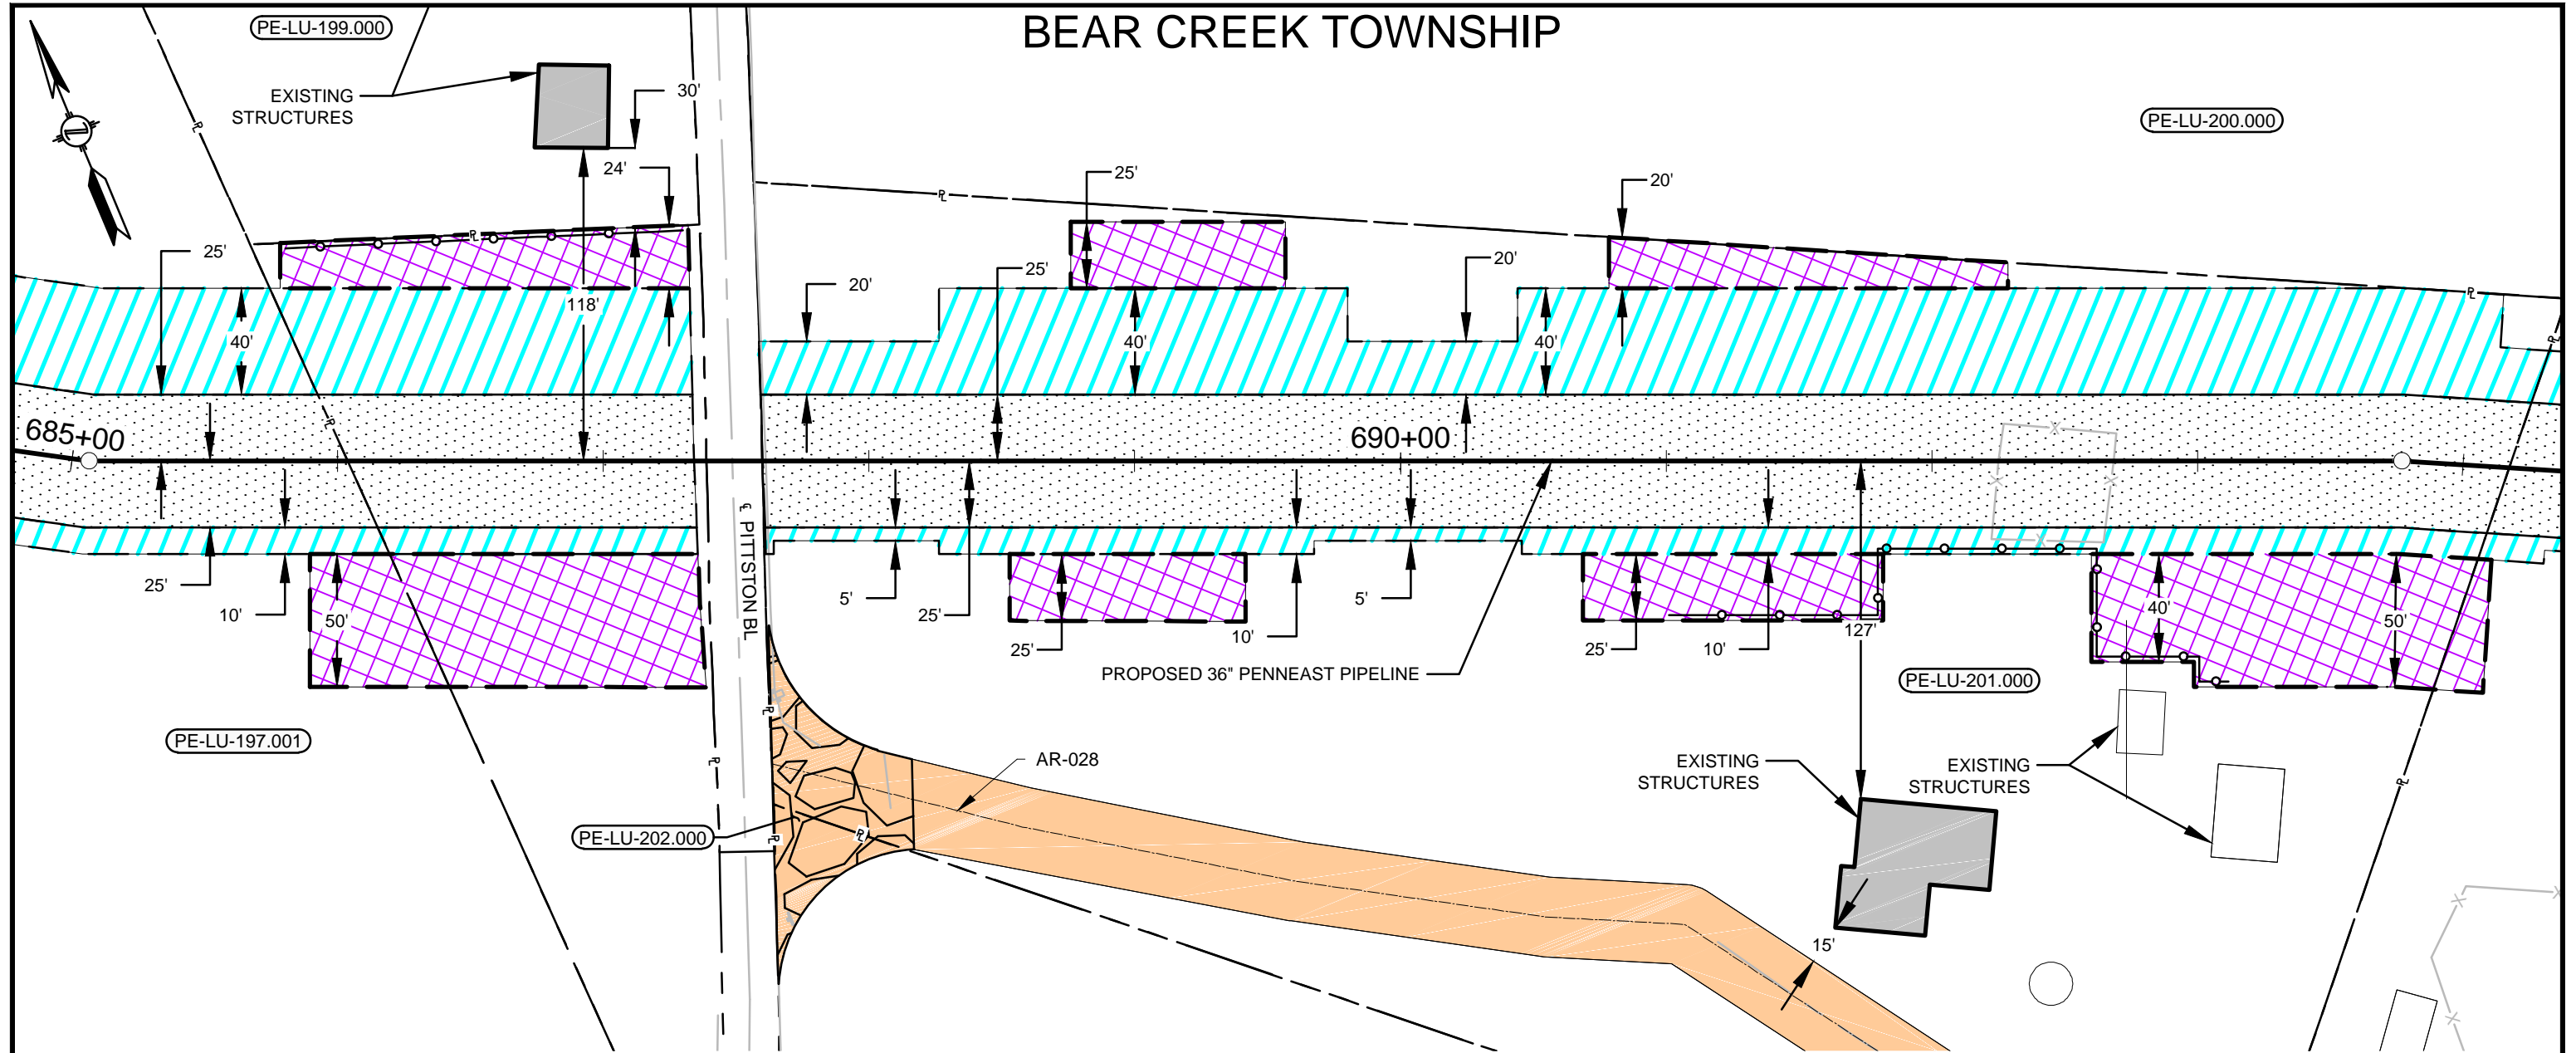 BEAR CREEK TOWNSHIP
PE-LU-199.000
EXISTING
STRUCTURES
30'
24'
PE-LU-200.000
25'
20'
25'
25'
20'
20'
118'
40'
40'
40'
685+00
690+00
℄ PITTSTON BL
25'
10'
50'
5'
25'
25'
10'
5'
25'
10'
127'
40'
50'
PROPOSED 36" PENNEAST PIPELINE
PE-LU-201.000
PE-LU-197.001
AR-028
EXISTING
STRUCTURES
EXISTING
STRUCTURES
PE-LU-202.000
15'